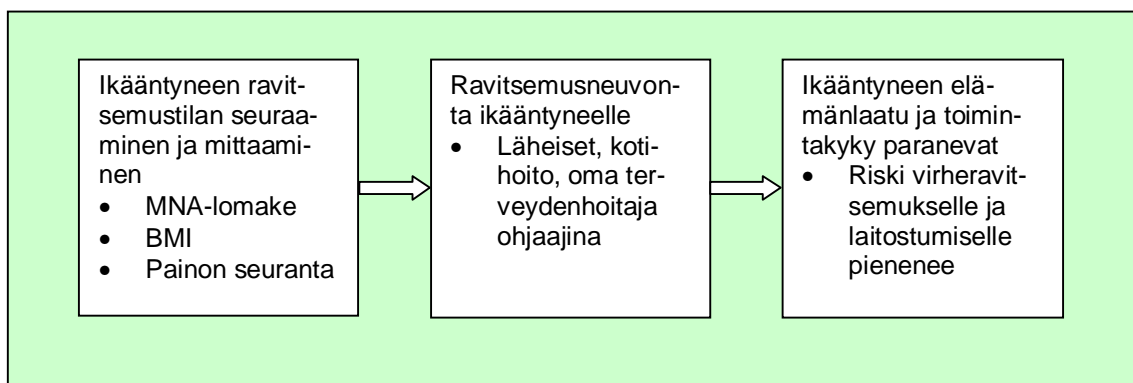 Ikääntyneen ravit-
semustilan seuraa-
minen ja mittaami-
nen
• MNA-lomake
• BMI
• Painon seuranta
Ravitsemusneuvon-
ta ikääntyneelle
• Läheiset, koti-
hoito, oma ter-
veydenhoitaja
ohjaajina
Ikääntyneen elä-
mänlaatu ja toimin-
takyky paranevat
• Riski virheravit-
semukselle ja
laitostumiselle
pienenee